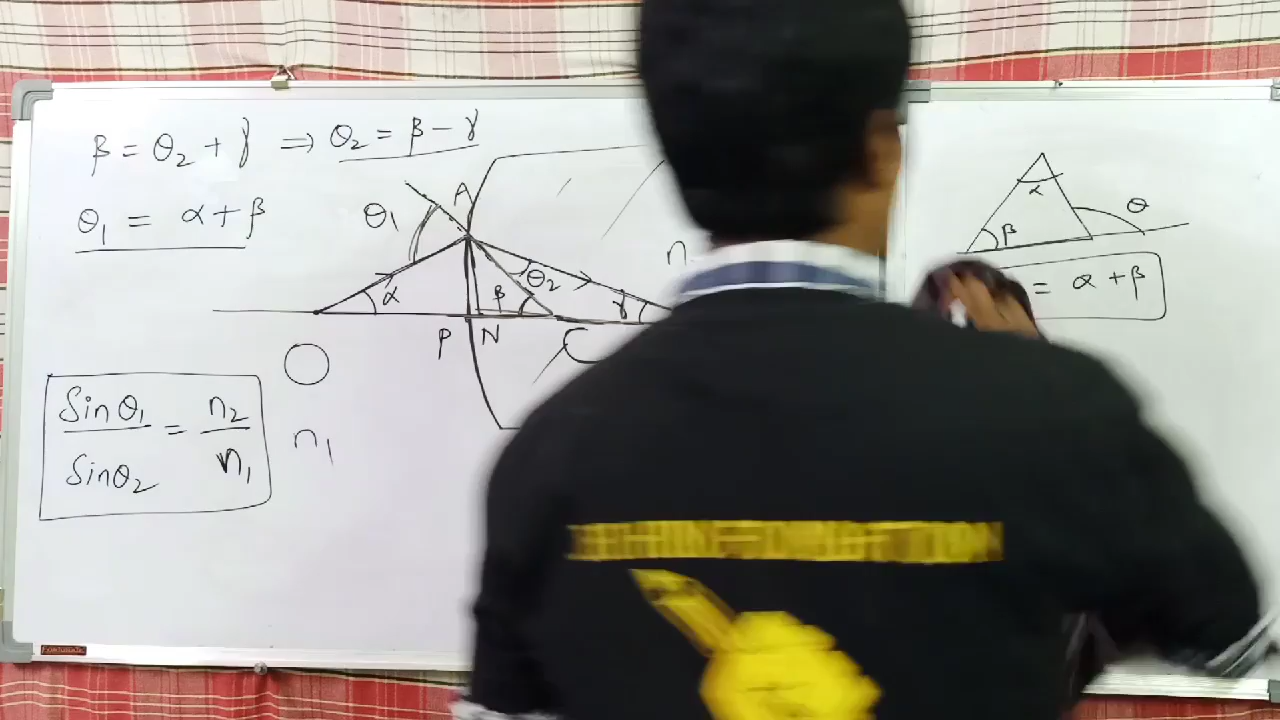 β = θ₂ + γ ⇒ θ₂ = β − γ
θ₁ = α + β
Sinθ₁ / Sinθ₂ = n₂ / n₁
A
θ₁
α
θ₂
β
γ
P N
C
O
n₁
n
α
β
θ
= α + β